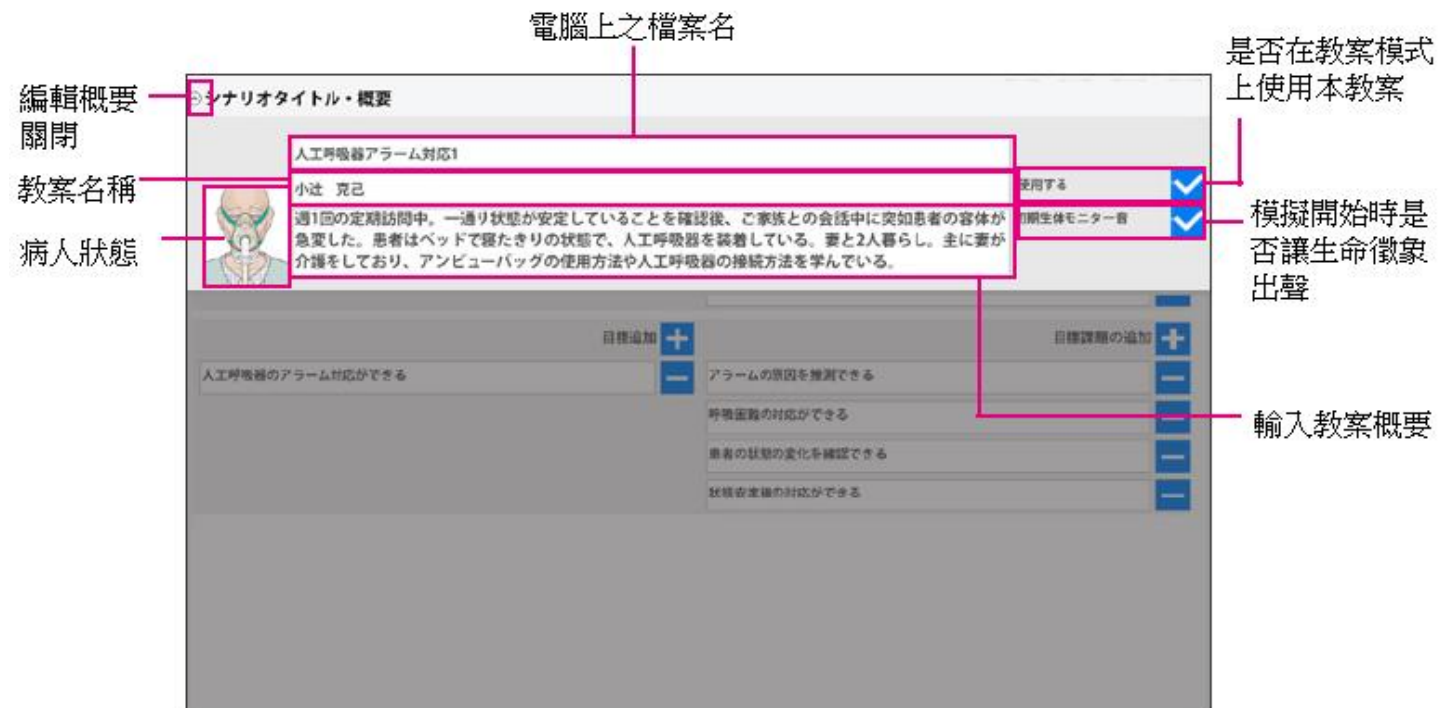 電腦上之檔案名
是否在教案模式
上使用本教案
編輯概要
關閉
シナリオタイトル・概要
人工呼吸器アラーム対応1
教案名稱
小辻 克己
使用する
病人狀態
週1回の定期訪問中。一通り状態が安定していることを確認後、ご家族との会話中に突如患者の容体が
急変した。患者はベッドで寝たきりの状態で、人工呼吸器を装着している。妻と2人暮らし。主に妻が
介護をしており、アンビューバッグの使用方法や人工呼吸器の接続方法を学んでいる。
初期生体モニター音
模擬開始時是
否讓生命徵象
出聲
目標追加
目標課題の追加
人工呼吸器のアラーム対応ができる
アラームの原因を推測できる
呼吸困難の対応ができる
輸入教案概要
患者の状態の変化を確認できる
状態安定後の対応ができる